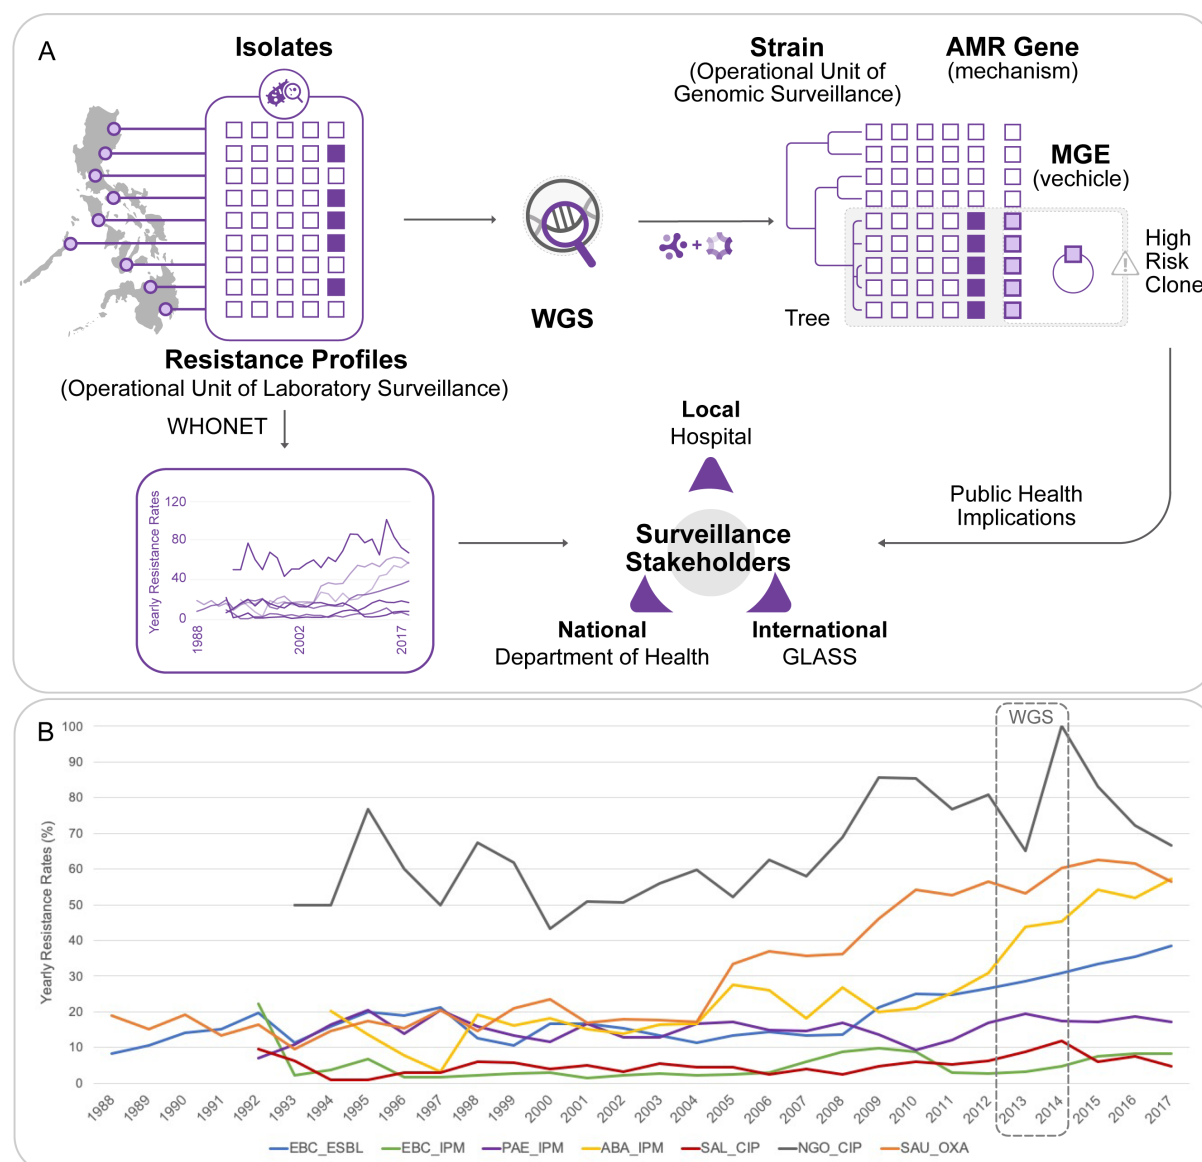 A
Isolates
Strain
(Operational Unit of
Genomic Surveillance)
AMR Gene
(mechanism)
MGE
(vechicle)
High
Risk
Clone
Tree
WGS
Resistance Profiles
(Operational Unit of Laboratory Surveillance)
WHONET
Yearly Resistance Rates
120
80
40
0
1988
2002
2017
Local
Hospital
Surveillance
Stakeholders
Public Health
Implications
National
Department of Health
International
GLASS
B
WGS
Yearly Resistance Rates (%)
100
90
80
70
60
50
40
30
20
10
0
1988 1989 1990 1991 1992 1993 1994 1995 1996 1997 1998 1999 2000 2001 2002 2003 2004 2005 2006 2007 2008 2009 2010 2011 2012 2013 2014 2015 2016 2017
EBC_ESBL EBC_IPM PAE_IPM ABA_IPM SAL_CIP NGO_CIP SAU_OXA